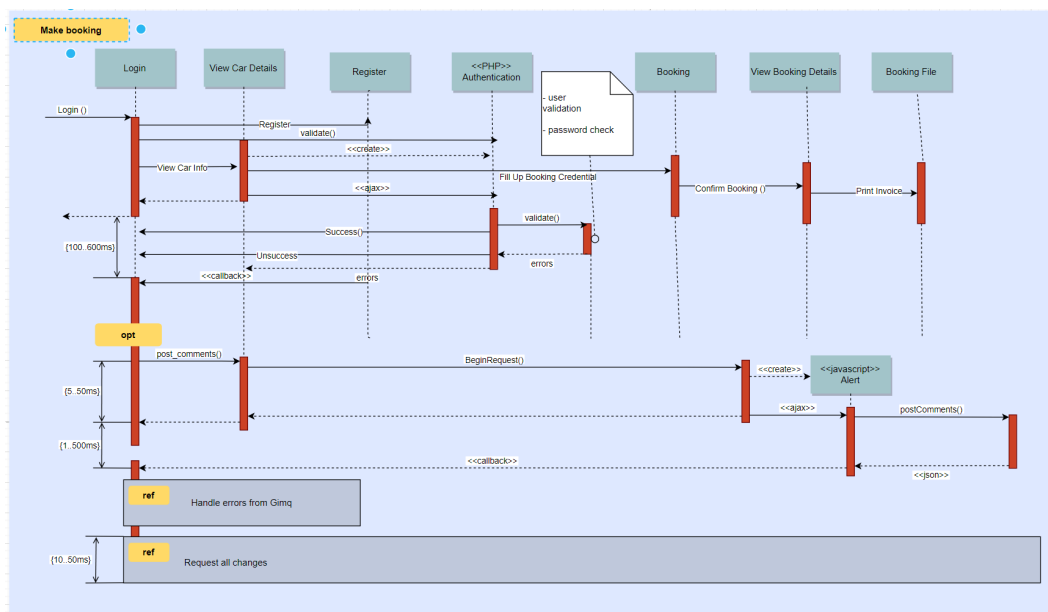 Make booking
Login
View Car Details
Register
<<PHP>>
Authentication
- user
validation
- password check
Booking
View Booking Details
Booking File
Login ()
Register
validate()
<<create>>
View Car Info
Fill Up Booking Credential
<<ajax>>
Confirm Booking ()
Print Invoice
validate()
Success()
{100..600ms}
Unsuccess
errors
<<callback>>
errors
opt
post_comments()
BeginRequest()
<<create>>
<<javascript>>
Alert
{5..50ms}
<<ajax>>
postComments()
{1..500ms}
<<callback>>
<<json>>
ref
Handle errors from Gimq
ref
{10..50ms}
Request all changes